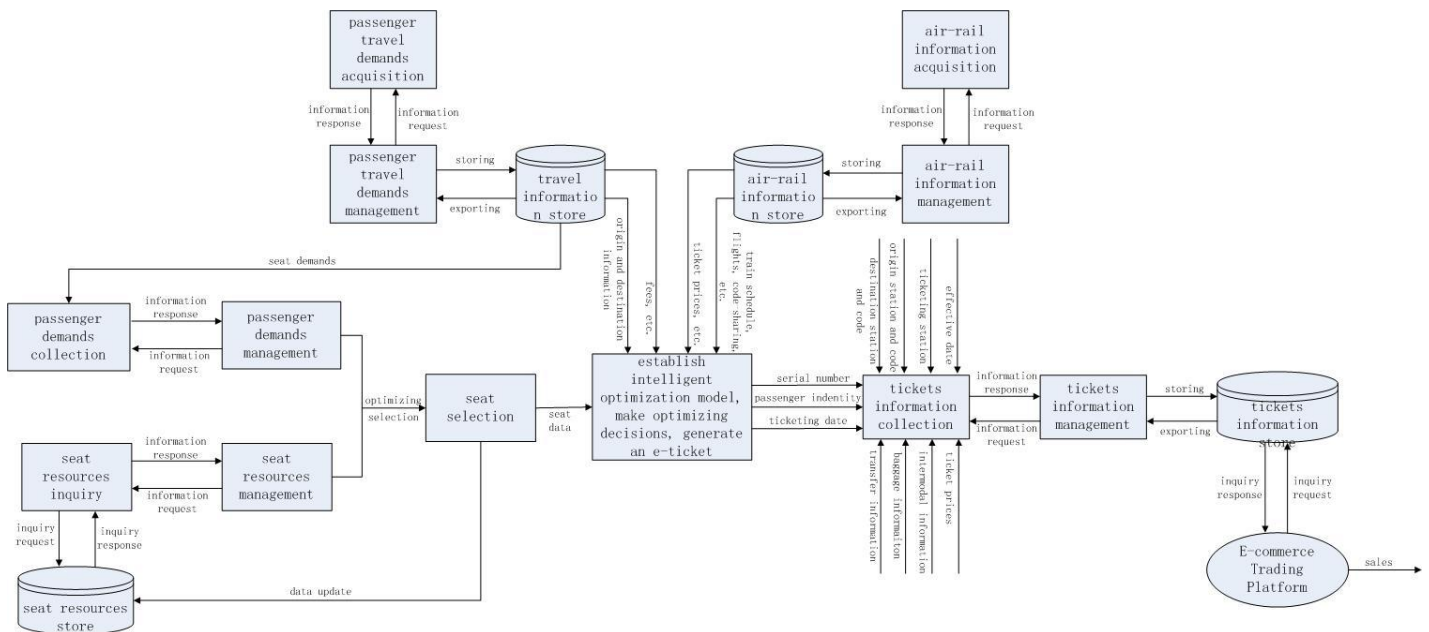 passenger
travel
demands
acquisition
air-rail
information
acquisition
information
response
information
request
information
response
information
request
passenger
travel
demands
management
storing
exporting
travel
informatio
n store
air-rail
informatio
n store
storing
exporting
air-rail
information
management
seat demands
origin and destination
information
fees, etc.
ticket prices, etc.
train schedule,
flights, code sharing,
etc.
destination station
and code
origin station and code
ticketing station
effective date
passenger
demands
collection
information
response
information
request
passenger
demands
management
optimizing
selection
seat
selection
seat
data
establish
intelligent
optimization model,
make optimizing
decisions, generate
an e-ticket
serial number
passenger indentity
ticketing date
tickets
information
collection
information
response
information
request
tickets
information
management
storing
exporting
tickets
information
store
seat
resources
inquiry
information
response
information
request
seat
resources
management
transfer information
baggage informaiton
intermodal information
ticket prices
inquiry
request
inquiry
response
inquiry
response
inquiry
request
seat resources
store
data update
E-commerce
Trading
Platform
sales